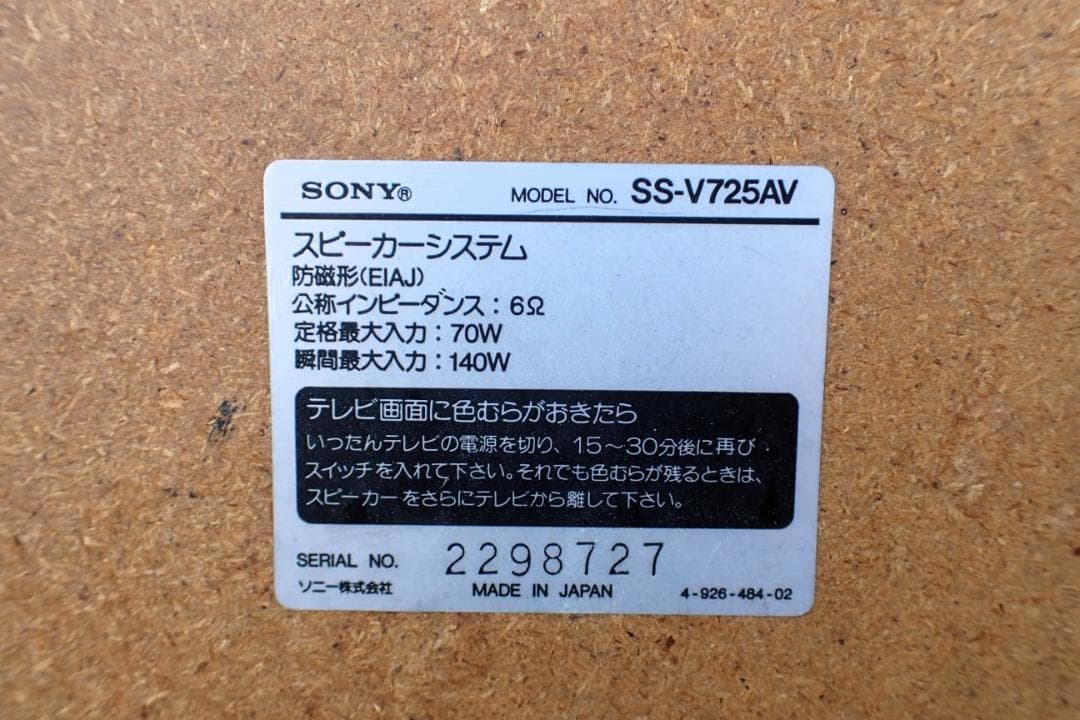 SONY® MODEL NO. SS-V725AV
スピーカーシステム
防磁形(EIAJ)
公称インピーダンス：6Ω
定格最大入力：70W
瞬間最大入力：140W
テレビ画面に色むらがおきたら
いったんテレビの電源を切り、15～30分後に再び
スイッチを入れて下さい。それでも色むらが残るときは、
スピーカーをさらにテレビから離して下さい。
SERIAL NO. 2298727
ソニー株式会社 MADE IN JAPAN 4-926-484-02